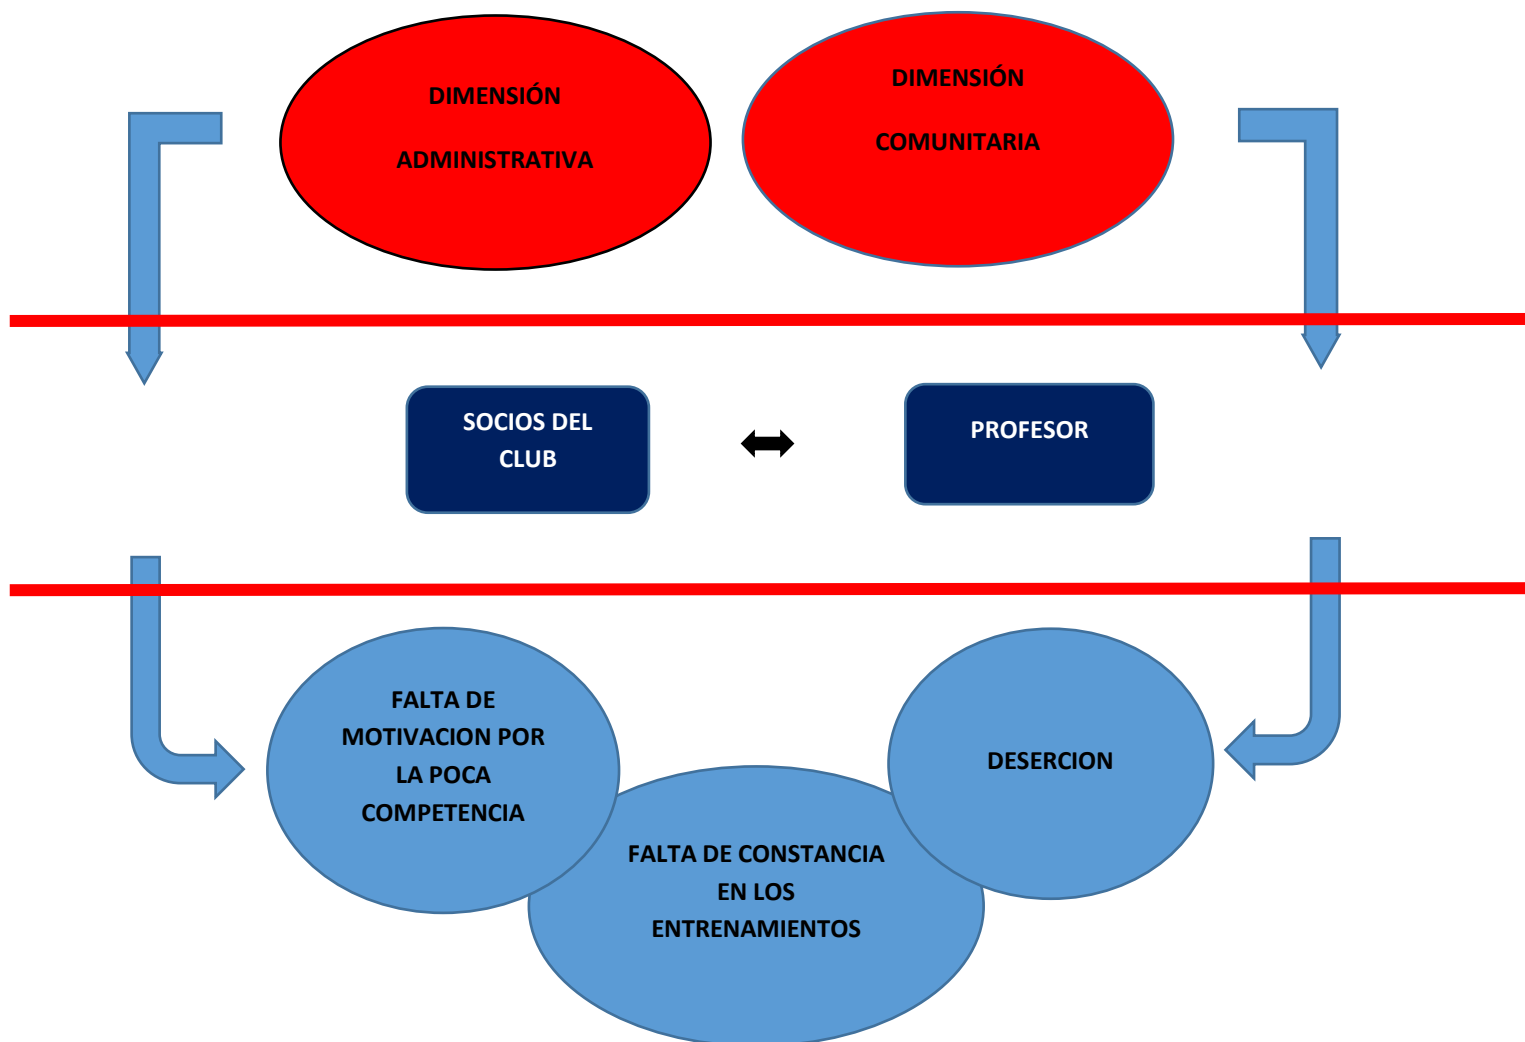 DIMENSIÓN
ADMINISTRATIVA
DIMENSIÓN
COMUNITARIA
SOCIOS DEL
CLUB
PROFESOR
FALTA DE
MOTIVACION POR
LA POCA
COMPETENCIA
FALTA DE CONSTANCIA
EN LOS
ENTRENAMIENTOS
DESERCION